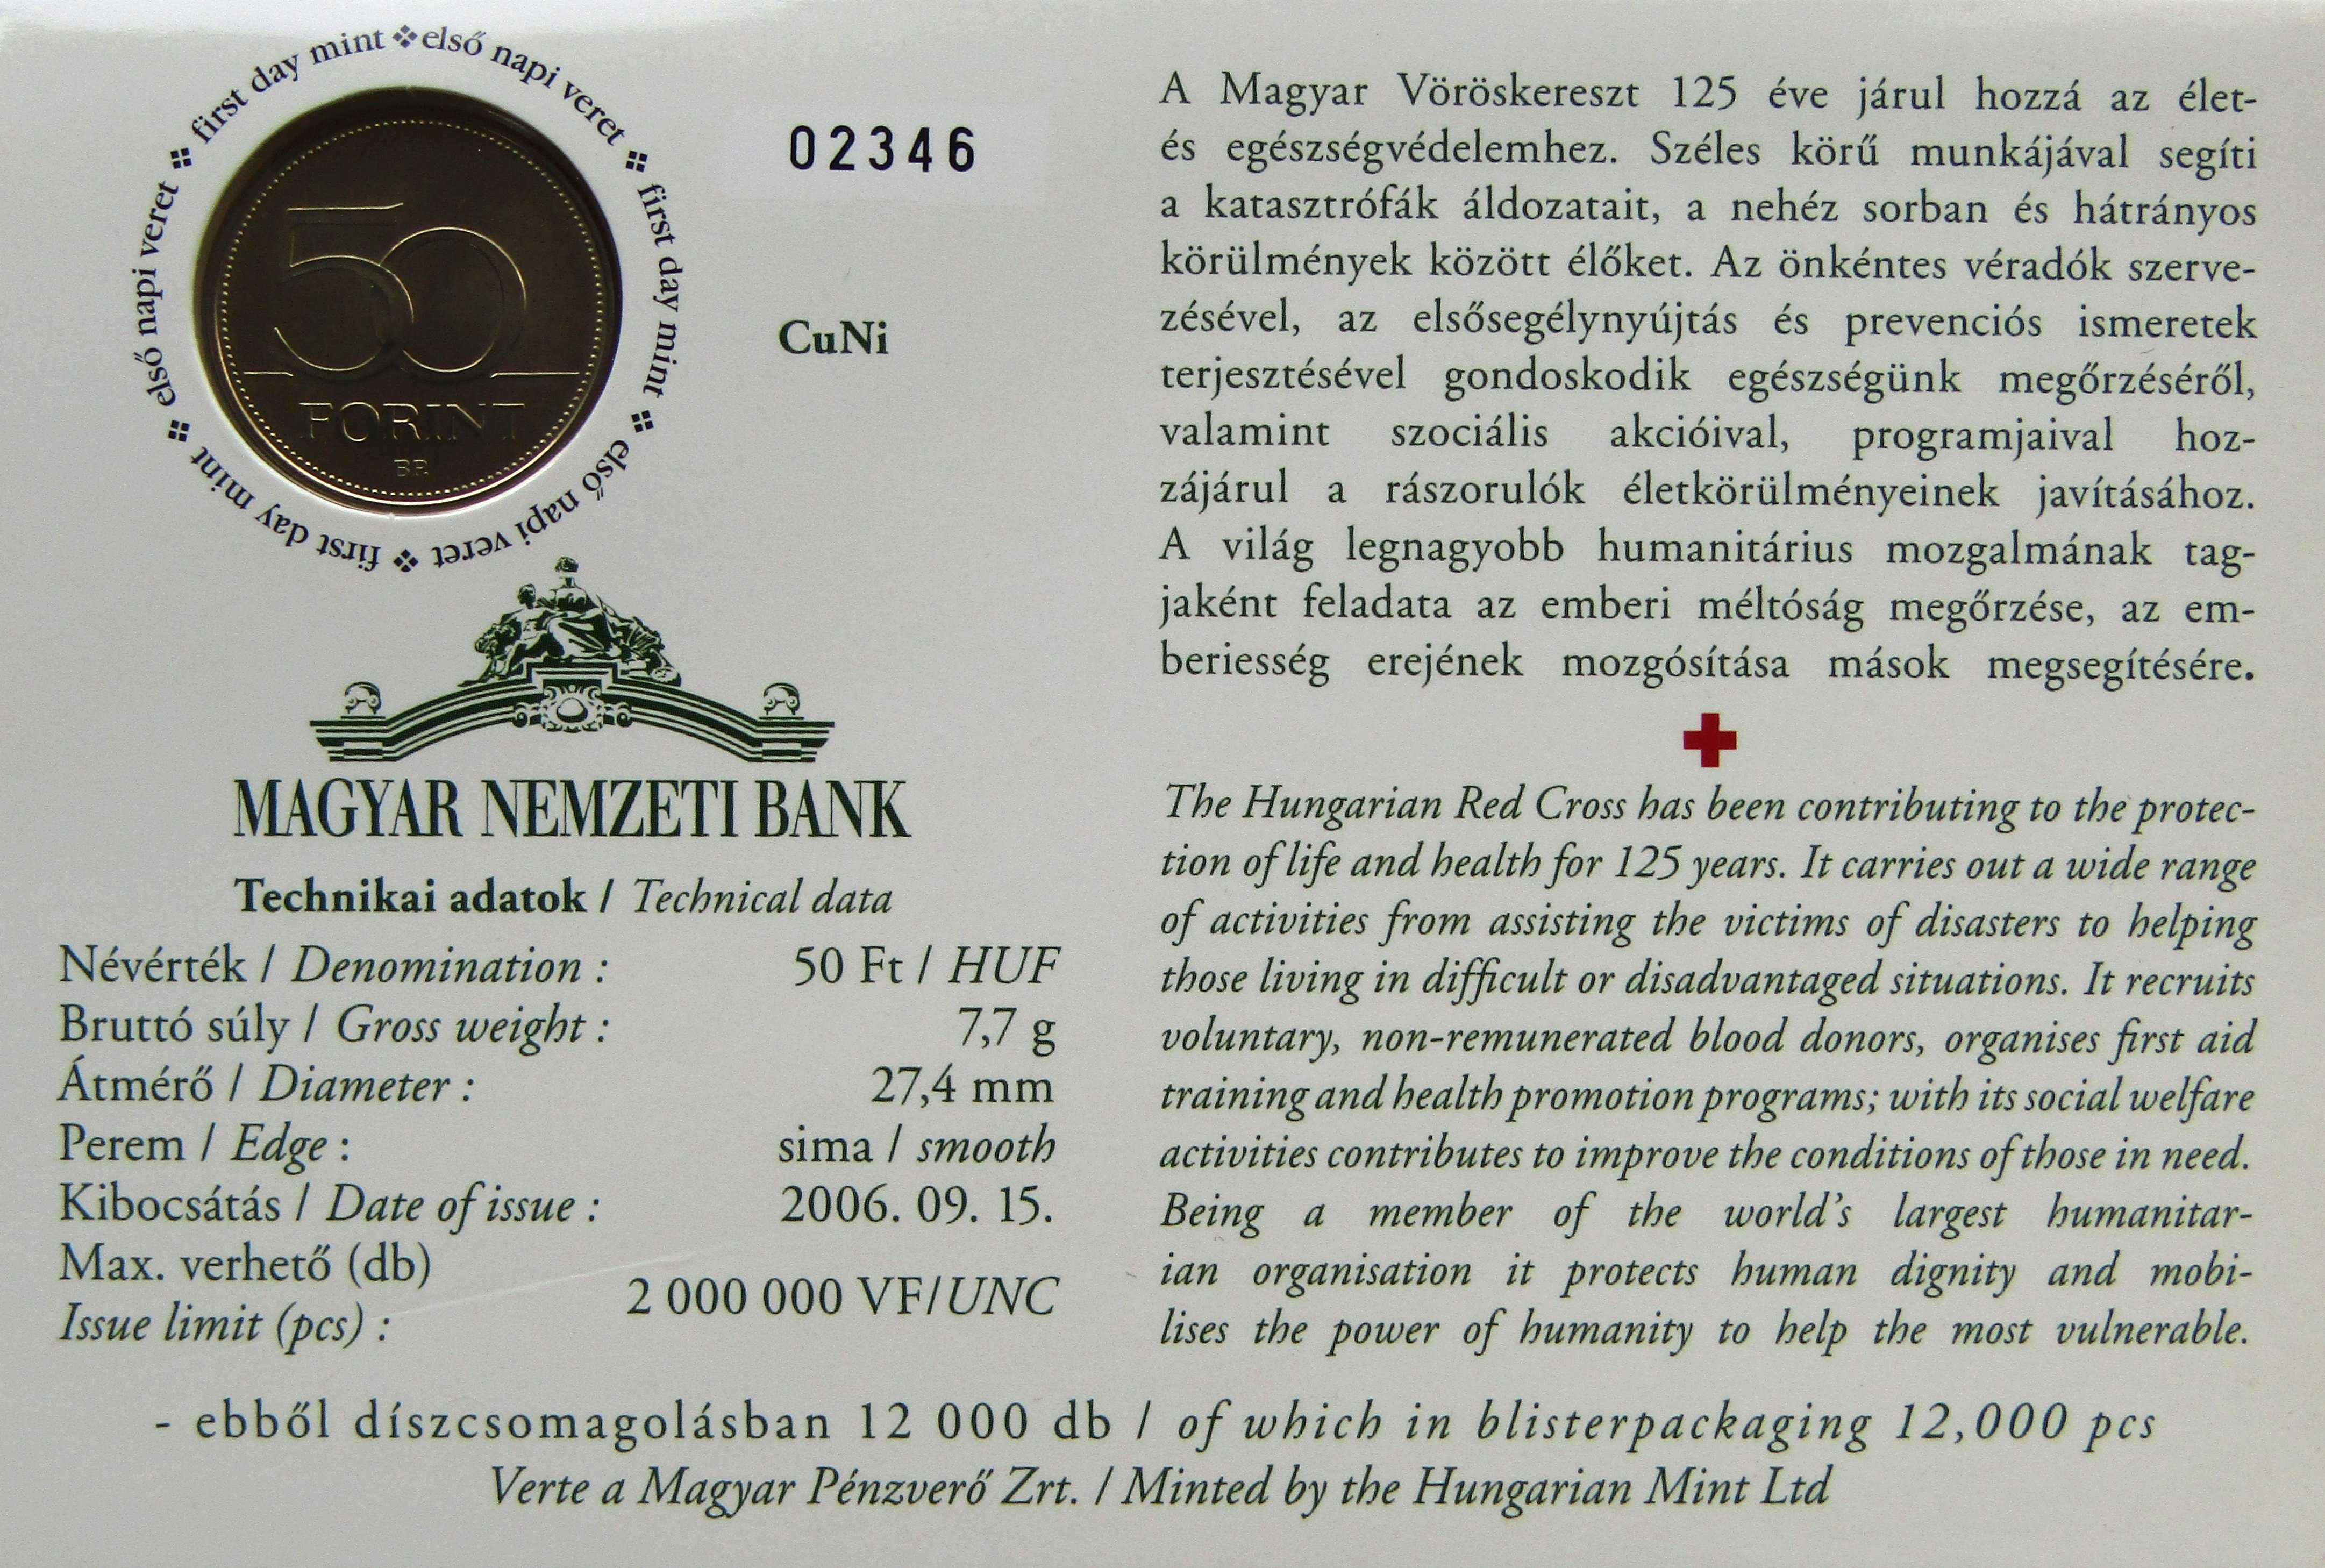 first day mint ❖ első napi veret ❖ first day mint ❖ első napi veret ❖ first day mint ❖ első napi veret ❖
50
FORINT
BP.
02346
CuNi
MAGYAR NEMZETI BANK
Technikai adatok / Technical data
Névérték / Denomination : 50 Ft / HUF
Bruttó súly / Gross weight : 7,7 g
Átmérő / Diameter : 27,4 mm
Perem / Edge : sima / smooth
Kibocsátás / Date of issue : 2006. 09. 15.
Max. verhető (db)
2 000 000 VF/UNC
Issue limit (pcs) :
A Magyar Vöröskereszt 125 éve járul hozzá az élet-
és egészségvédelemhez. Széles körű munkájával segíti
a katasztrófák áldozatait, a nehéz sorban és hátrányos
körülmények között élőket. Az önkéntes véradók szerve-
zésével, az elsősegélynyújtás és prevenciós ismeretek
terjesztésével gondoskodik egészségünk megőrzéséről,
valamint szociális akcióival, programjaival hoz-
zájárul a rászorulók életkörülményeinek javításához.
A világ legnagyobb humanitárius mozgalmának tag-
jaként feladata az emberi méltóság megőrzése, az em-
beriesség erejének mozgósítása mások megsegítésére.
The Hungarian Red Cross has been contributing to the protec-
tion of life and health for 125 years. It carries out a wide range
of activities from assisting the victims of disasters to helping
those living in difficult or disadvantaged situations. It recruits
voluntary, non-remunerated blood donors, organises first aid
training and health promotion programs; with its social welfare
activities contributes to improve the conditions of those in need.
Being a member of the world's largest humanitar-
ian organisation it protects human dignity and mobi-
lises the power of humanity to help the most vulnerable.
- ebből díszcsomagolásban 12 000 db / of which in blisterpackaging 12,000 pcs
Verte a Magyar Pénzverő Zrt. / Minted by the Hungarian Mint Ltd